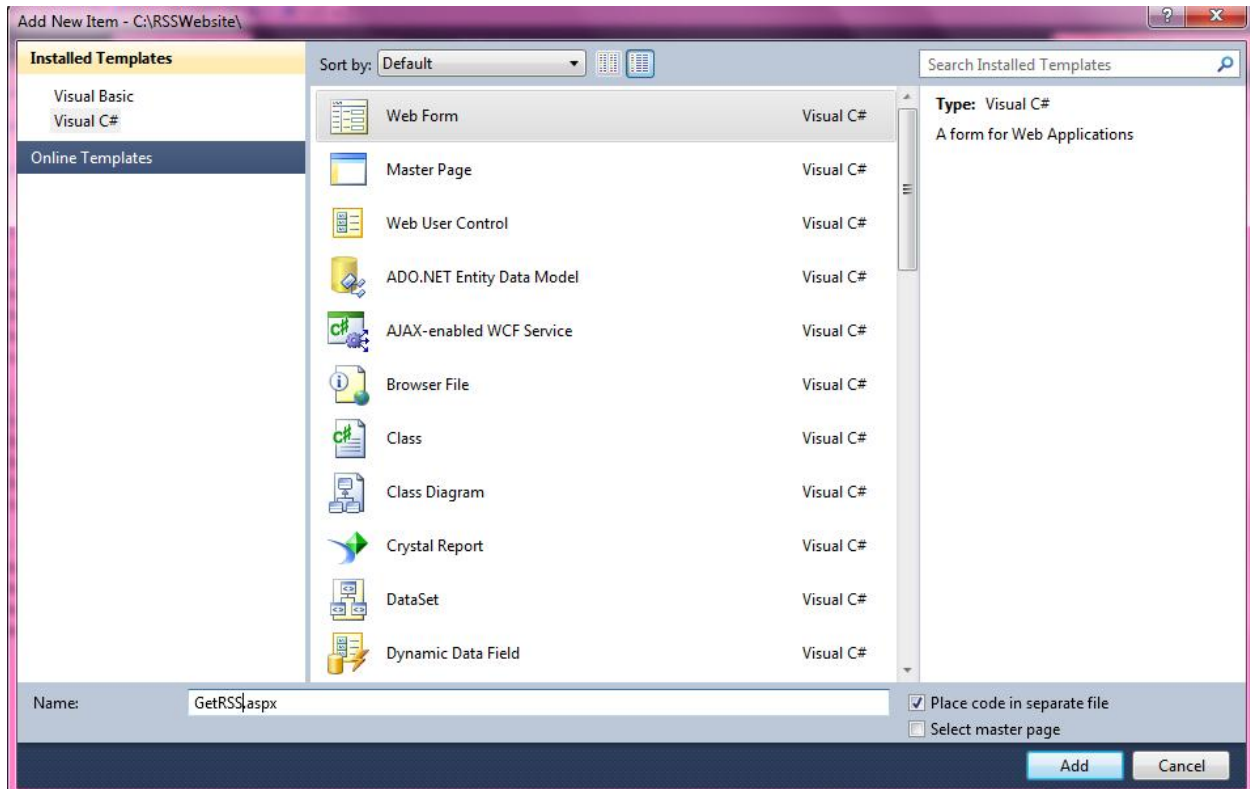 Add New Item - C:\RSSWebsite\
Installed Templates
Visual Basic
Visual C#
Online Templates
Sort by: Default
Search Installed Templates
Web Form Visual C#
Master Page Visual C#
Web User Control Visual C#
ADO.NET Entity Data Model Visual C#
AJAX-enabled WCF Service Visual C#
Browser File Visual C#
Class Visual C#
Class Diagram Visual C#
Crystal Report Visual C#
DataSet Visual C#
Dynamic Data Field Visual C#
Type: Visual C#
A form for Web Applications
Name: GetRSS.aspx
Place code in separate file
Select master page
Add Cancel